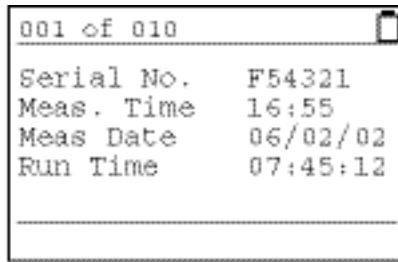 001 of 010
Serial No. F54321
Meas. Time 16:55
Meas Date 06/02/02
Run Time 07:45:12